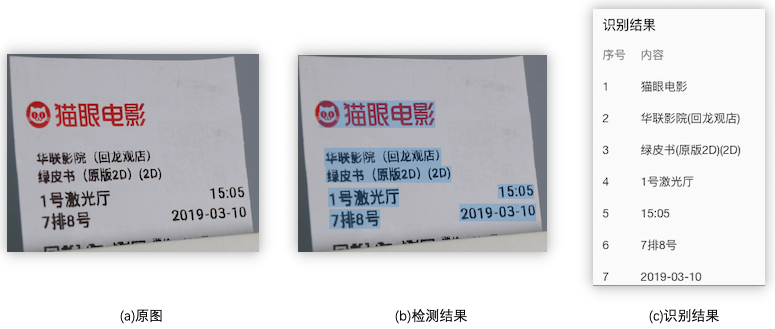 猫眼电影
华联影院（回龙观店）
绿皮书（原版2D）(2D)
1号激光厅 15:05
7排8号 2019-03-10
(a)原图
猫眼电影
华联影院（回龙观店）
绿皮书（原版2D）(2D)
1号激光厅 15:05
7排8号 2019-03-10
(b)检测结果
识别结果
序号 内容
1 猫眼电影
2 华联影院(回龙观店)
3 绿皮书(原版2D)(2D)
4 1号激光厅
5 15:05
6 7排8号
7 2019-03-10
(c)识别结果